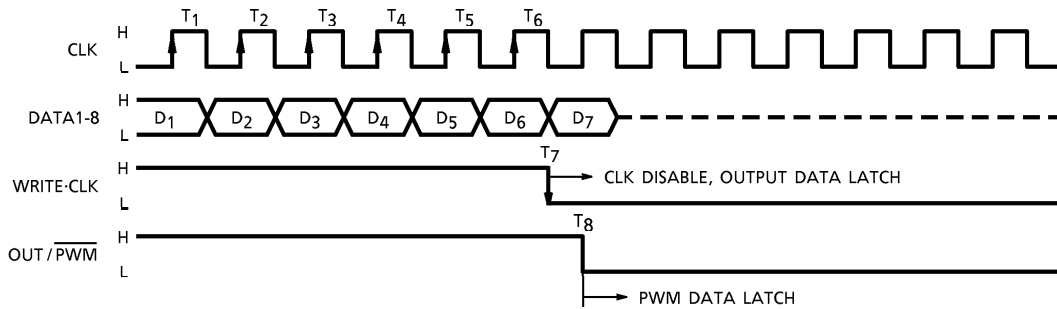 T1 T2 T3 T4 T5 T6
H
CLK
L
H
DATA1-8
D1 D2 D3 D4 D5 D6 D7
L
T7
H
WRITE·CLK
CLK DISABLE, OUTPUT DATA LATCH
L
T8
H
OUT/PWM
L
PWM DATA LATCH